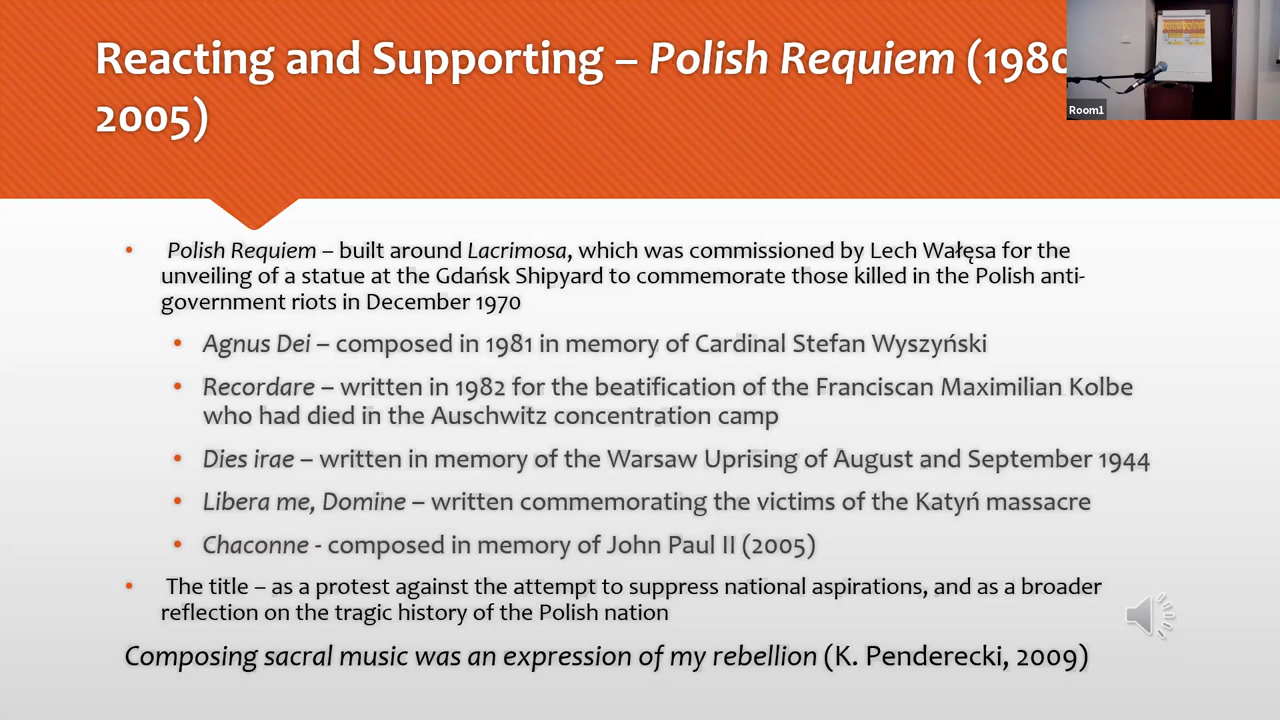 Reacting and Supporting – Polish Requiem (1980
2005)
Room1
• Polish Requiem – built around Lacrimosa, which was commissioned by Lech Wałęsa for the
unveiling of a statue at the Gdańsk Shipyard to commemorate those killed in the Polish anti-
government riots in December 1970
• Agnus Dei – composed in 1981 in memory of Cardinal Stefan Wyszyński
• Recordare – written in 1982 for the beatification of the Franciscan Maximilian Kolbe
who had died in the Auschwitz concentration camp
• Dies irae – written in memory of the Warsaw Uprising of August and September 1944
• Libera me, Domine – written commemorating the victims of the Katyń massacre
• Chaconne - composed in memory of John Paul II (2005)
• The title – as a protest against the attempt to suppress national aspirations, and as a broader
reflection on the tragic history of the Polish nation
Composing sacral music was an expression of my rebellion (K. Penderecki, 2009)